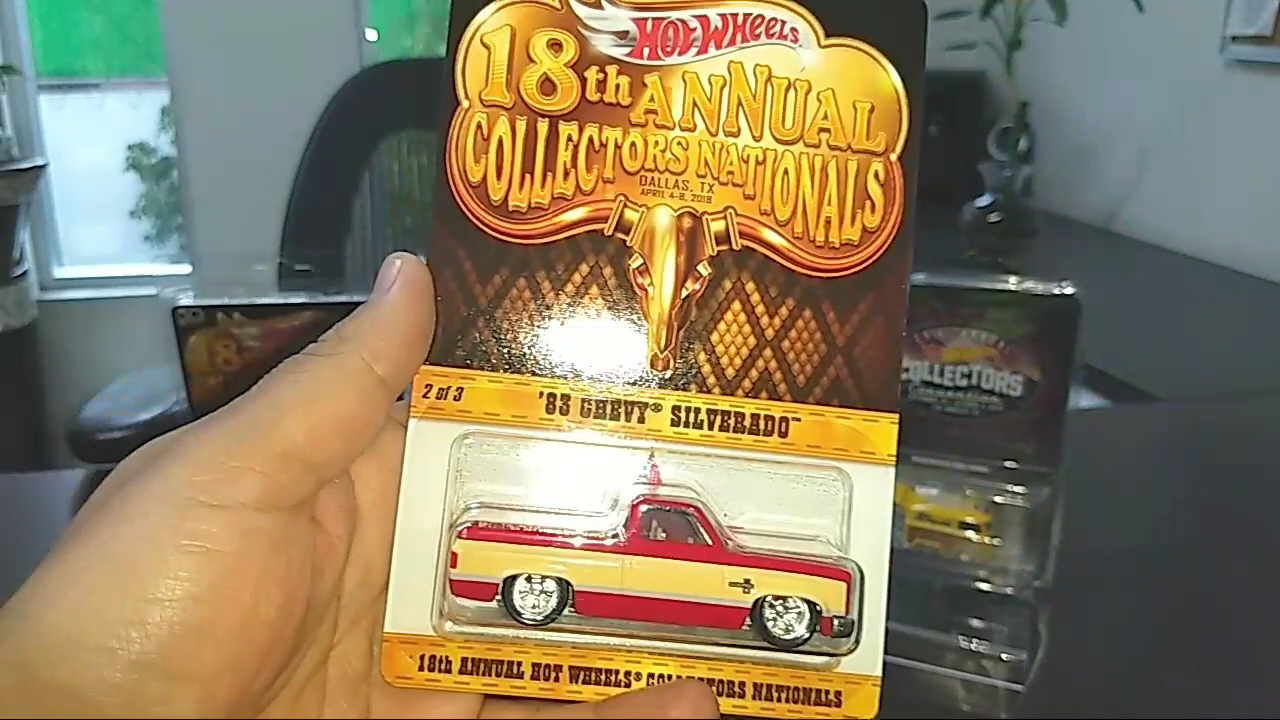 HOT WHEELS
18th ANNUAL
COLLECTORS NATIONALS
DALLAS, TX
APRIL 4-8, 2018
2 of 3
'83 CHEVY® SILVERADO™
18th ANNUAL HOT WHEELS® COLLECTORS NATIONALS
COLLECTORS